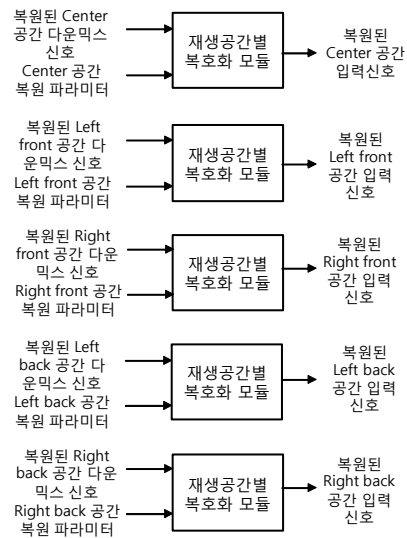 복원된 Center
공간 다운믹스
신호
Center 공간
복원 파라미터
재생공간별
복호화 모듈
복원된
Center 공간
입력신호
복원된 Left
front 공간 다
운믹스 신호
Left front 공간
복원 파라미터
재생공간별
복호화 모듈
복원된
Left front
공간 입력
신호
복원된 Right
front 공간 다운
믹스 신호
Right front 공간
복원 파라미터
재생공간별
복호화 모듈
복원된
Right front
공간 입력
신호
복원된 Left
back 공간 다
운믹스 신호
Left back 공간
복원 파라미터
재생공간별
복호화 모듈
복원된
Left back
공간 입력
신호
복원된 Right
back 공간 다운
믹스 신호
Right back 공간
복원 파라미터
재생공간별
복호화 모듈
복원된
Right back
공간 입력
신호